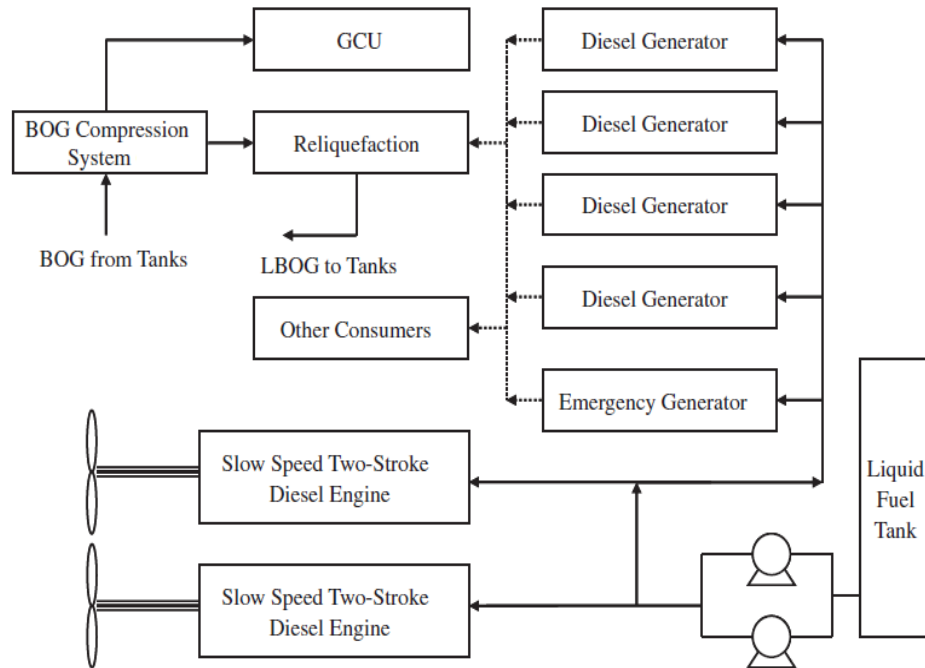 GCU
Diesel Generator
BOG Compression
System
Reliquefaction
Diesel Generator
Diesel Generator
BOG from Tanks
LBOG to Tanks
Other Consumers
Diesel Generator
Emergency Generator
Slow Speed Two-Stroke
Diesel Engine
Liquid
Fuel
Tank
Slow Speed Two-Stroke
Diesel Engine